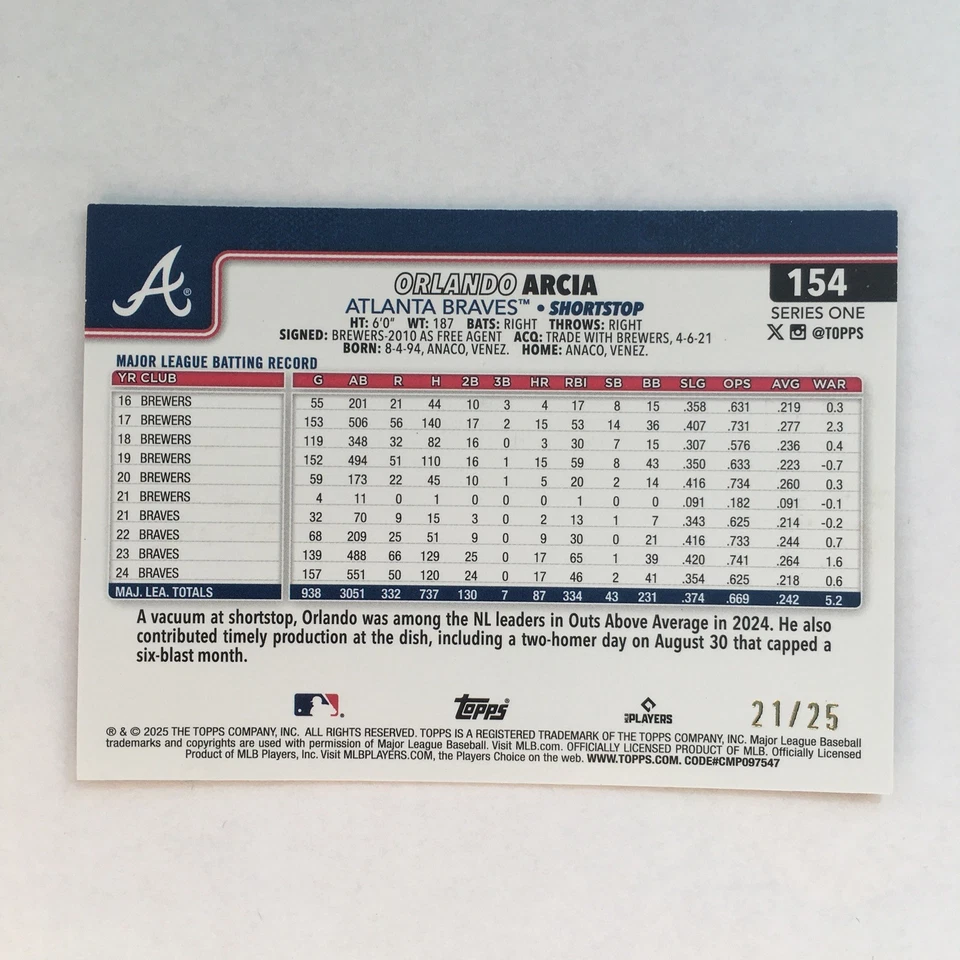 A®
ORLANDO ARCIA
154
ATLANTA BRAVES™ • SHORTSTOP
SERIES ONE
HT: 6'0" WT: 187 BATS: RIGHT THROWS: RIGHT
X @TOPPS
SIGNED: BREWERS-2010 AS FREE AGENT ACQ: TRADE WITH BREWERS, 4-6-21
BORN: 8-4-94, ANACO, VENEZ. HOME: ANACO, VENEZ.
MAJOR LEAGUE BATTING RECORD
YR CLUB G AB R H 2B 3B HR RBI SB BB SLG OPS AVG WAR
16 BREWERS 55 201 21 44 10 3 4 17 8 15 .358 .631 .219 0.3
17 BREWERS 153 506 56 140 17 2 15 53 14 36 .407 .731 .277 2.3
18 BREWERS 119 348 32 82 16 0 3 30 7 15 .307 .576 .236 0.4
19 BREWERS 152 494 51 110 16 1 15 59 8 43 .350 .633 .223 -0.7
20 BREWERS 59 173 22 45 10 1 5 20 2 14 .416 .734 .260 0.3
21 BREWERS 4 11 0 1 0 0 0 1 0 0 .091 .182 .091 -0.1
21 BRAVES 32 70 9 15 3 0 2 13 1 7 .343 .625 .214 -0.2
22 BRAVES 68 209 25 51 9 0 9 30 0 21 .416 .733 .244 0.7
23 BRAVES 139 488 66 129 25 0 17 65 1 39 .420 .741 .264 1.6
24 BRAVES 157 551 50 120 24 0 17 46 2 41 .354 .625 .218 0.6
MAJ. LEA. TOTALS 938 3051 332 737 130 7 87 334 43 231 .374 .669 .242 5.2
A vacuum at shortstop, Orlando was among the NL leaders in Outs Above Average in 2024. He also
contributed timely production at the dish, including a two-homer day on August 30 that capped a
six-blast month.
Topps®
MLB PLAYERS
21/25
® & © 2025 THE TOPPS COMPANY, INC. ALL RIGHTS RESERVED. TOPPS IS A REGISTERED TRADEMARK OF THE TOPPS COMPANY, INC. Major League Baseball
trademarks and copyrights are used with permission of Major League Baseball. Visit MLB.com. OFFICIALLY LICENSED PRODUCT OF MLB. Officially Licensed
Product of MLB Players, Inc. Visit MLBPLAYERS.COM, the Players Choice on the web. WWW.TOPPS.COM. CODE#CMP097547